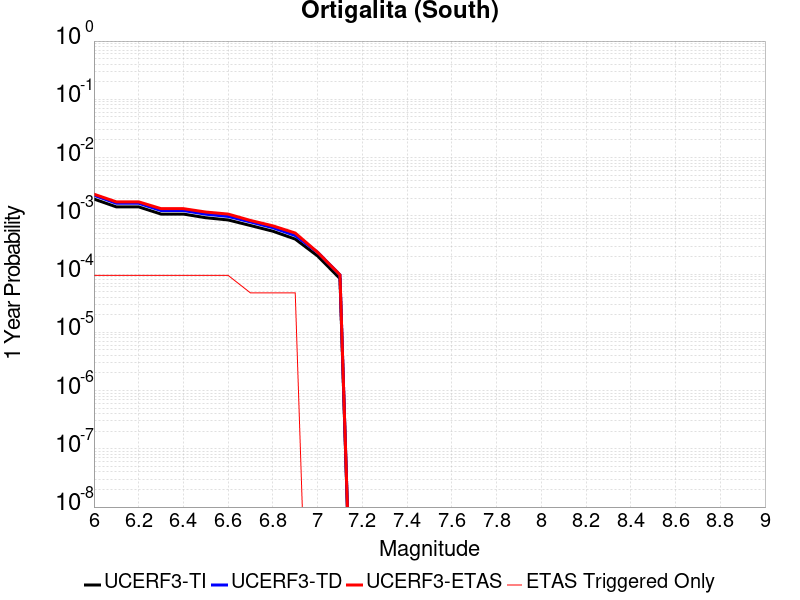 Ortigalita (South)
1 Year Probability
10^0
10^-1
10^-2
10^-3
10^-4
10^-5
10^-6
10^-7
10^-8
6 6.2 6.4 6.6 6.8 7 7.2 7.4 7.6 7.8 8 8.2 8.4 8.6 8.8 9
Magnitude
UCERF3-TI UCERF3-TD UCERF3-ETAS ETAS Triggered Only